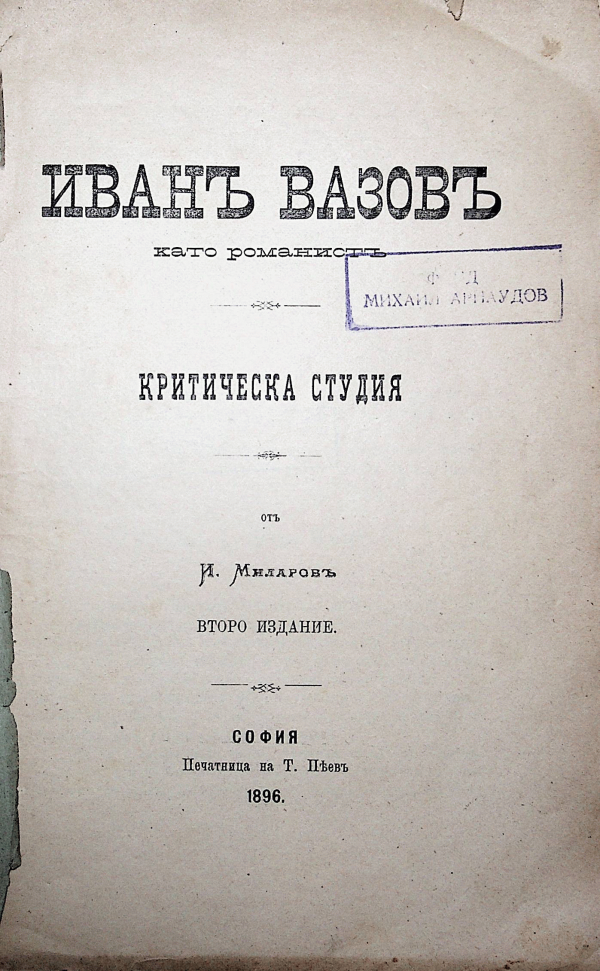 ИВАНЪ ВАЗОВЪ
като романистъ
МИХАИЛ АРНАУДОВ
КРИТИЧЕСКА СТУДИЯ
отъ
И. Миларовъ
ВТОРО ИЗДАНИЕ.
СОФИЯ
Печатница на Т. Пѣевъ
1896.